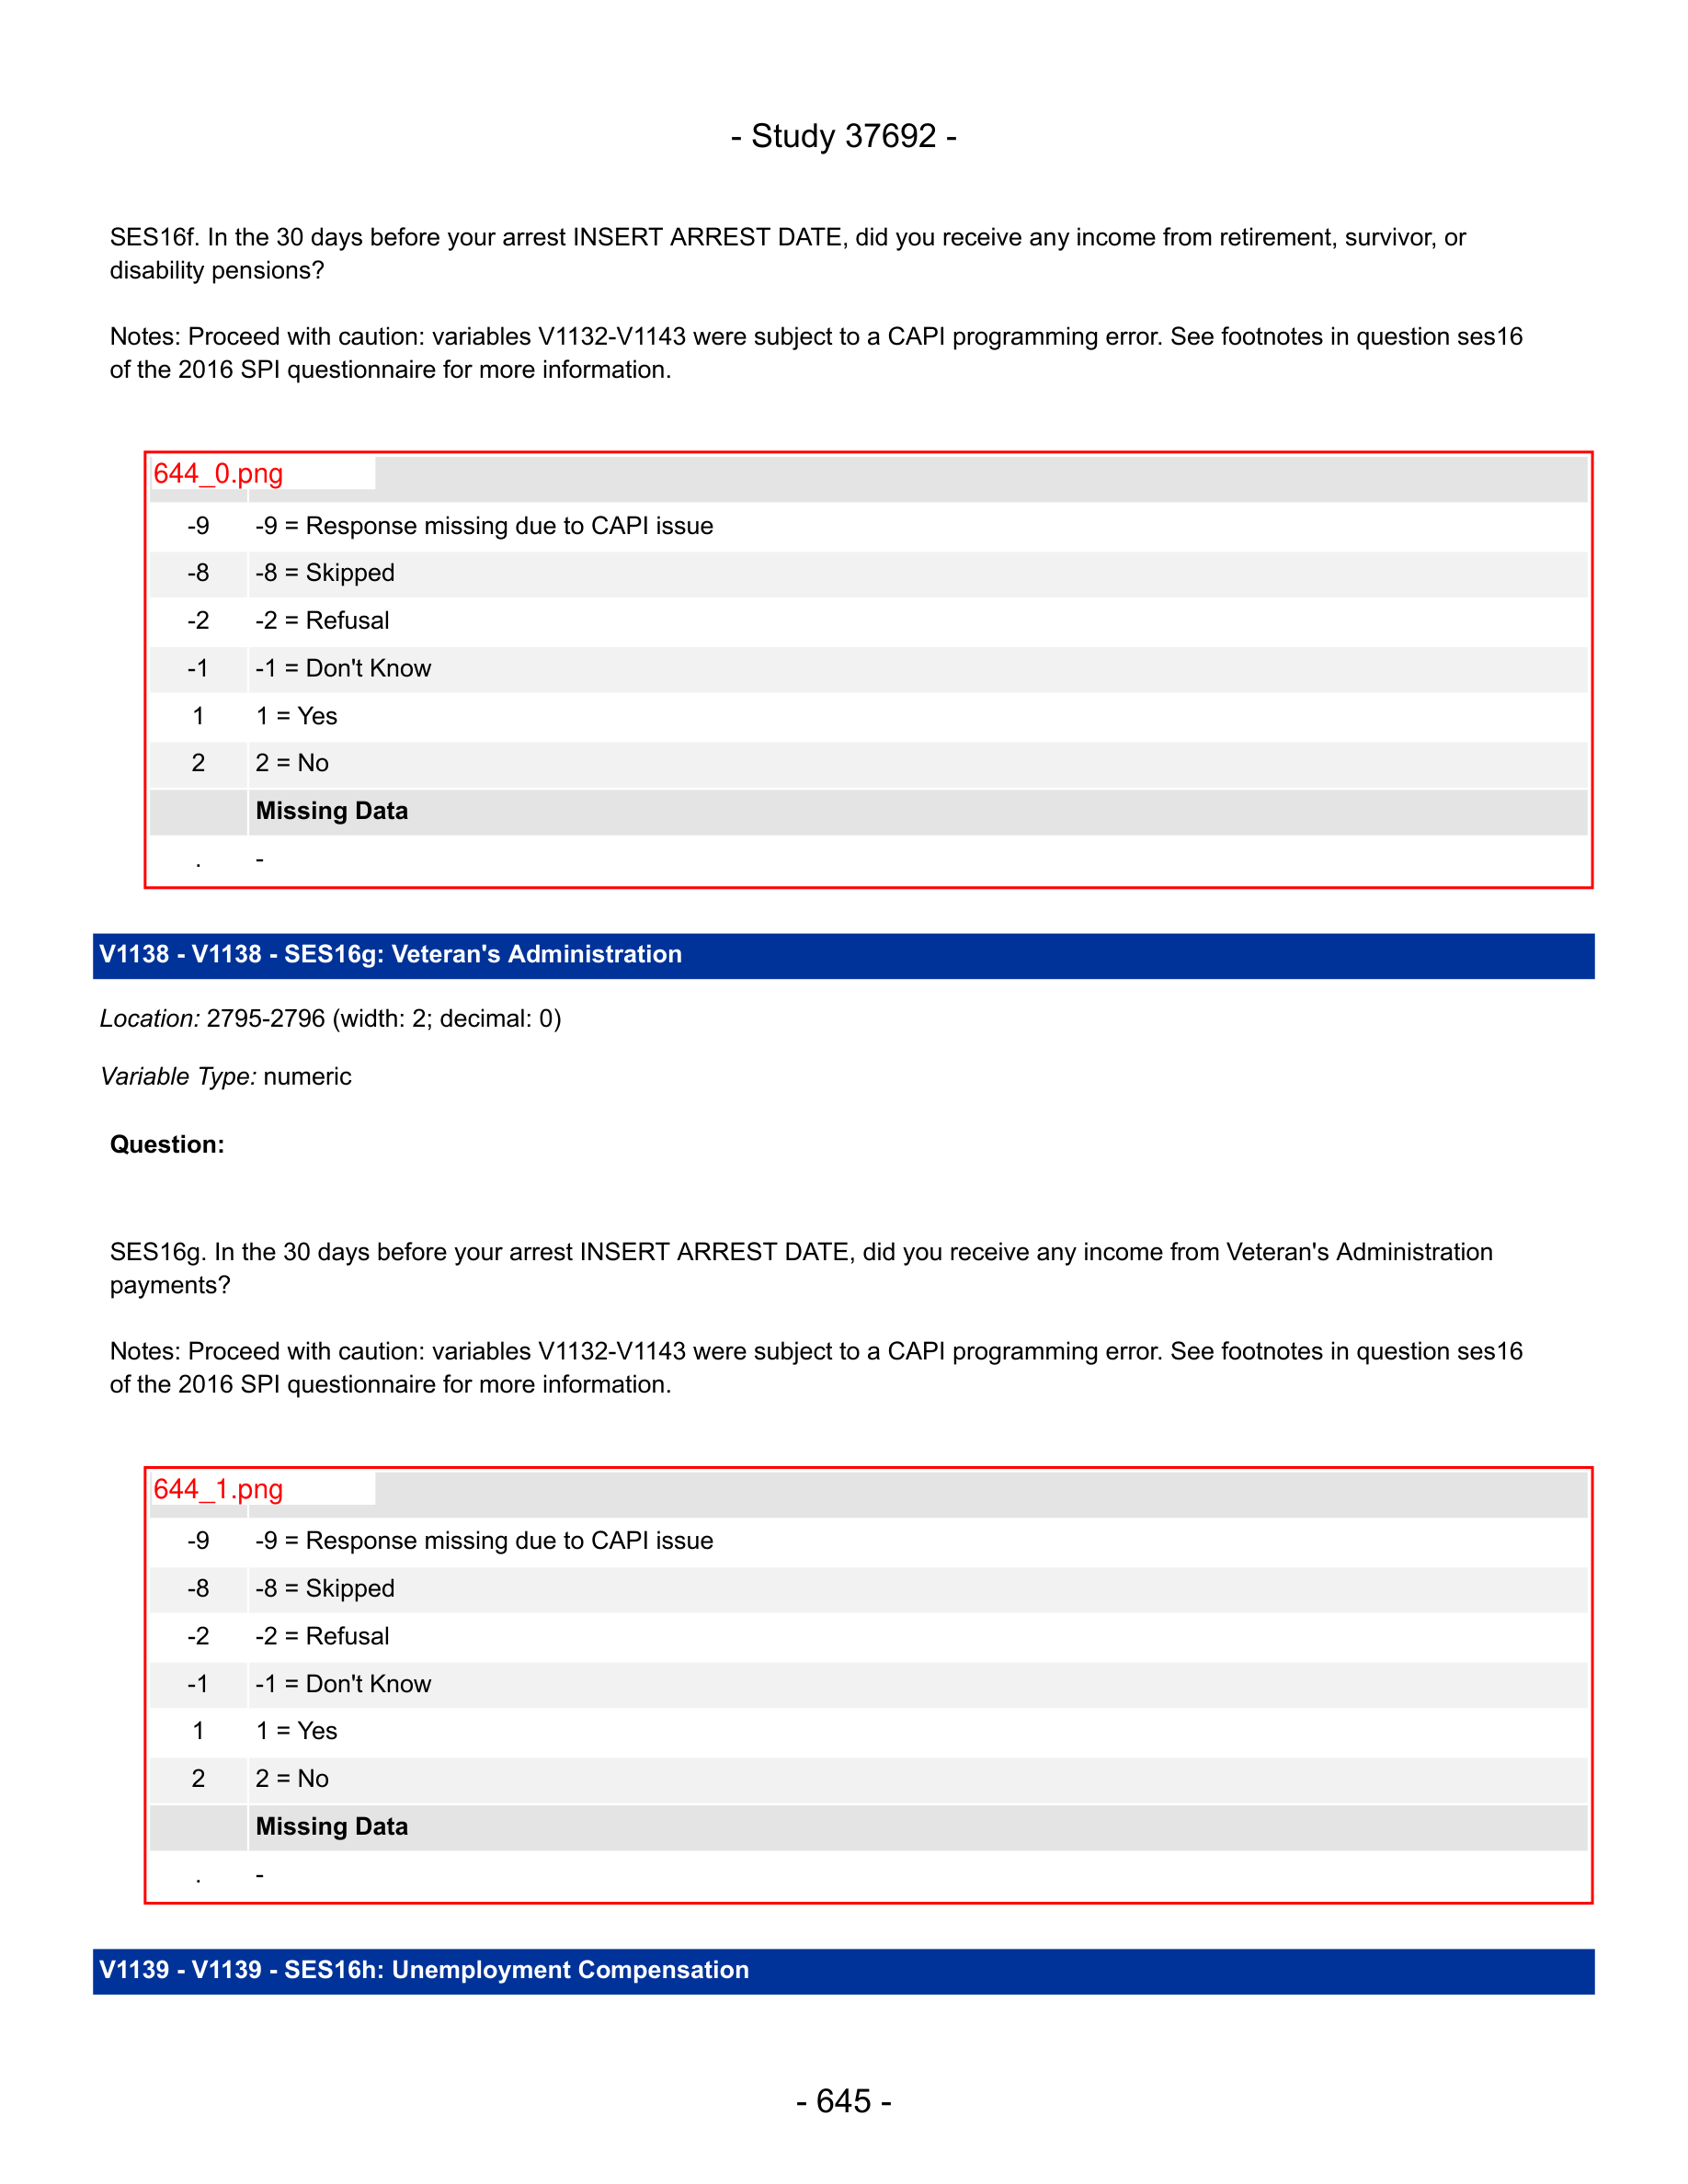 - Study 37692 -
SES16f. In the 30 days before your arrest INSERT ARREST DATE, did you receive any income from retirement, survivor, or
disability pensions?
Notes: Proceed with caution: variables V1132-V1143 were subject to a CAPI programming error. See footnotes in question ses16
of the 2016 SPI questionnaire for more information.
644_0.png
-9 -9 = Response missing due to CAPI issue
-8 -8 = Skipped
-2 -2 = Refusal
-1 -1 = Don't Know
1 1 = Yes
2 2 = No
Missing Data
. -
V1138 - V1138 - SES16g: Veteran's Administration
Location: 2795-2796 (width: 2; decimal: 0)
Variable Type: numeric
Question:
SES16g. In the 30 days before your arrest INSERT ARREST DATE, did you receive any income from Veteran's Administration
payments?
Notes: Proceed with caution: variables V1132-V1143 were subject to a CAPI programming error. See footnotes in question ses16
of the 2016 SPI questionnaire for more information.
644_1.png
-9 -9 = Response missing due to CAPI issue
-8 -8 = Skipped
-2 -2 = Refusal
-1 -1 = Don't Know
1 1 = Yes
2 2 = No
Missing Data
. -
V1139 - V1139 - SES16h: Unemployment Compensation
- 645 -